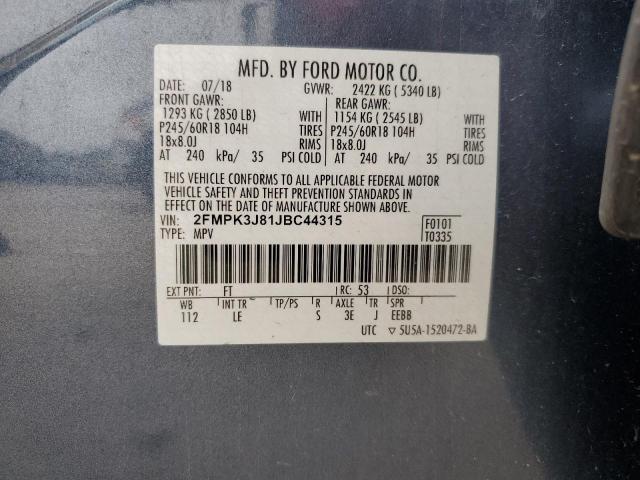 MFD. BY FORD MOTOR CO.
DATE: 07/18 GVWR: 2422 KG ( 5340 LB)
FRONT GAWR: REAR GAWR:
1293 KG ( 2850 LB) 1154 KG ( 2545 LB)
P245/60R18 104H TIRES P245/60R18 104H TIRES
18x8.0J RIMS 18x8.0J RIMS
AT 240 kPa/ 35 PSI COLD AT 240 kPa/ 35 PSI COLD
THIS VEHICLE CONFORMS TO ALL APPLICABLE FEDERAL MOTOR
VEHICLE SAFETY AND THEFT PREVENTION STANDARDS IN
EFFECT ON THE DATE OF MANUFACTURE SHOWN ABOVE.
VIN: 2FMPK3J81JBC44315 F0101
TYPE: MPV T0335
EXT PNT: FT RC: 53 DSO:
WB INT TR TP/PS R AXLE TR SPR
112 LE S 3E J EEBB
UTC ▽ 5U5A-1520472-BA